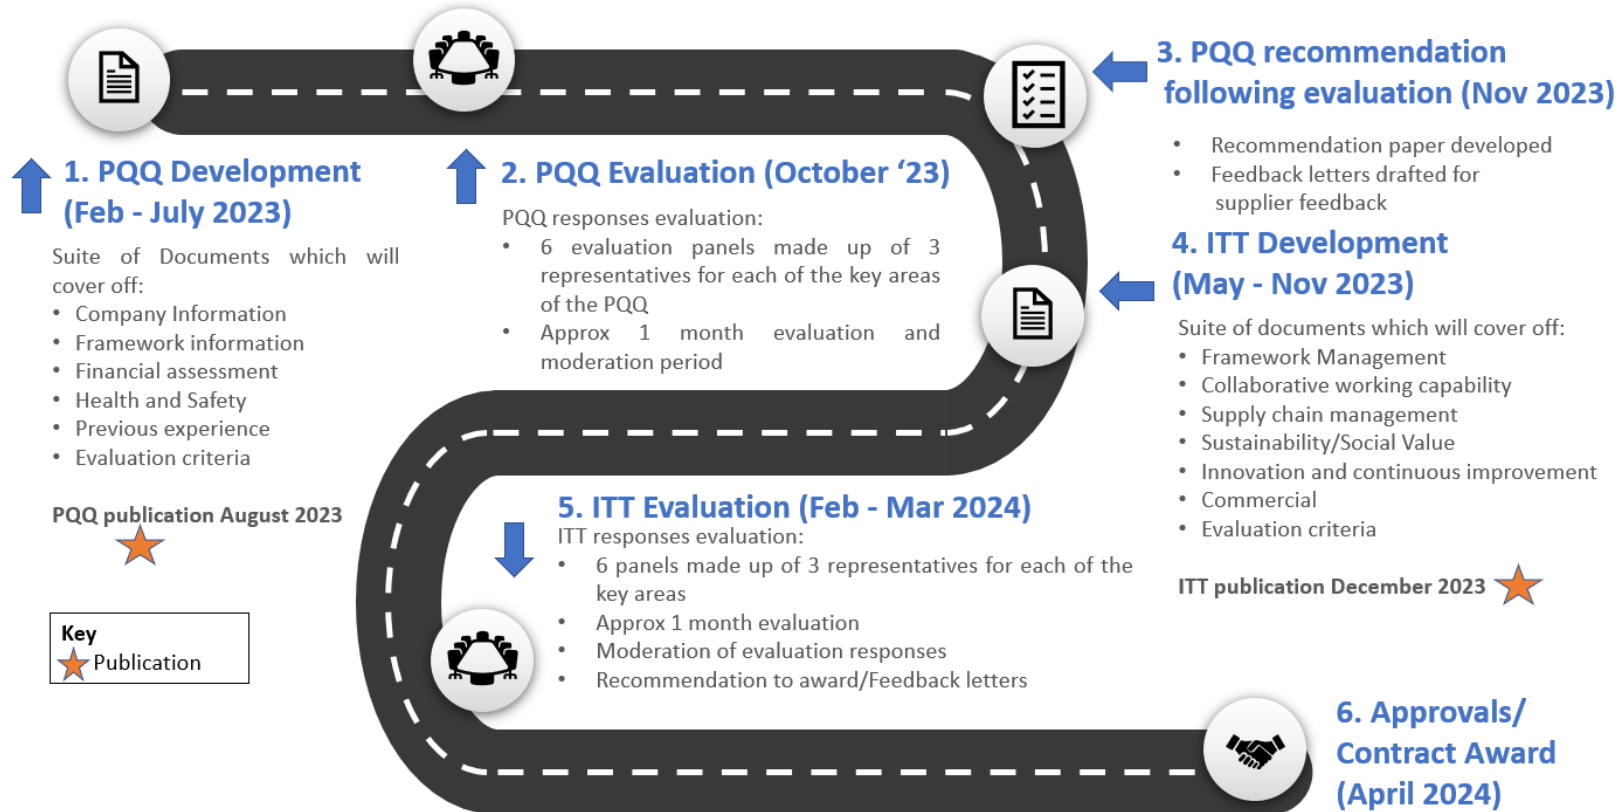 1. PQQ Development
(Feb - July 2023)
Suite of Documents which will
cover off:
• Company Information
• Framework information
• Financial assessment
• Health and Safety
• Previous experience
• Evaluation criteria
PQQ publication August 2023
Key
Publication
2. PQQ Evaluation (October ‘23)
PQQ responses evaluation:
• 6 evaluation panels made up of 3
representatives for each of the key areas
of the PQQ
• Approx 1 month evaluation and
moderation period
3. PQQ recommendation
following evaluation (Nov 2023)
• Recommendation paper developed
• Feedback letters drafted for
supplier feedback
4. ITT Development
(May - Nov 2023)
Suite of documents which will cover off:
• Framework Management
• Collaborative working capability
• Supply chain management
• Sustainability/Social Value
• Innovation and continuous improvement
• Commercial
• Evaluation criteria
ITT publication December 2023
5. ITT Evaluation (Feb - Mar 2024)
ITT responses evaluation:
• 6 panels made up of 3 representatives for each of the
key areas
• Approx 1 month evaluation
• Moderation of evaluation responses
• Recommendation to award/Feedback letters
6. Approvals/
Contract Award
(April 2024)